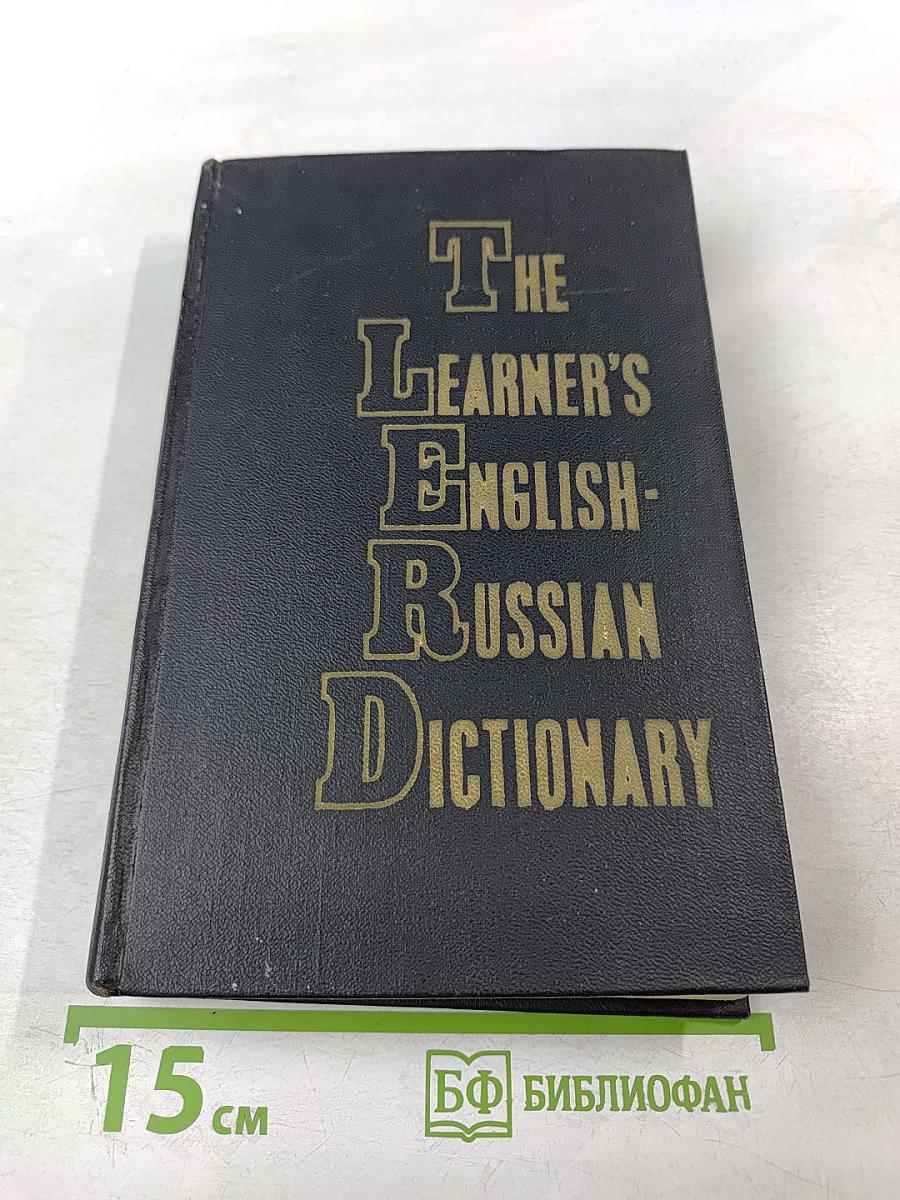 THE
LEARNER'S
ENGLISH-
RUSSIAN
DICTIONARY
15 см
БФ БИБЛИОФАН